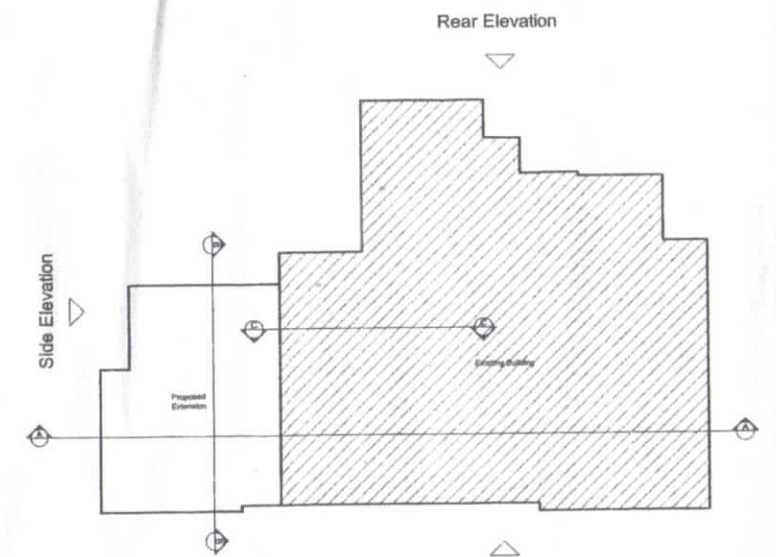 Rear Elevation
Side Elevation
B
C
C
Existing Building
Proposed
Extension
A
A
B